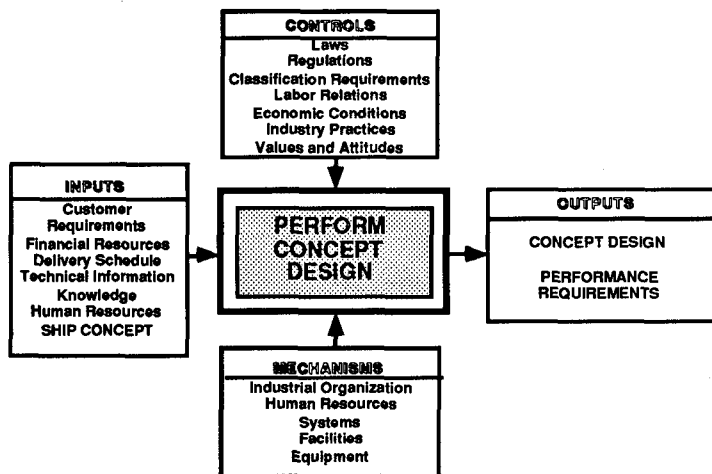 CONTROLS
Laws
Regulations
Classification Requirements
Labor Relations
Economic Conditions
Industry Practices
Values and Attitudes
INPUTS
Customer
Requirements
Financial Resources
Delivery Schedule
Technical Information
Knowledge
Human Resources
SHIP CONCEPT
PERFORM
CONCEPT
DESIGN
OUTPUTS
CONCEPT DESIGN
PERFORMANCE
REQUIREMENTS
MECHANISMS
Industrial Organization
Human Resources
Systems
Facilities
Equipment